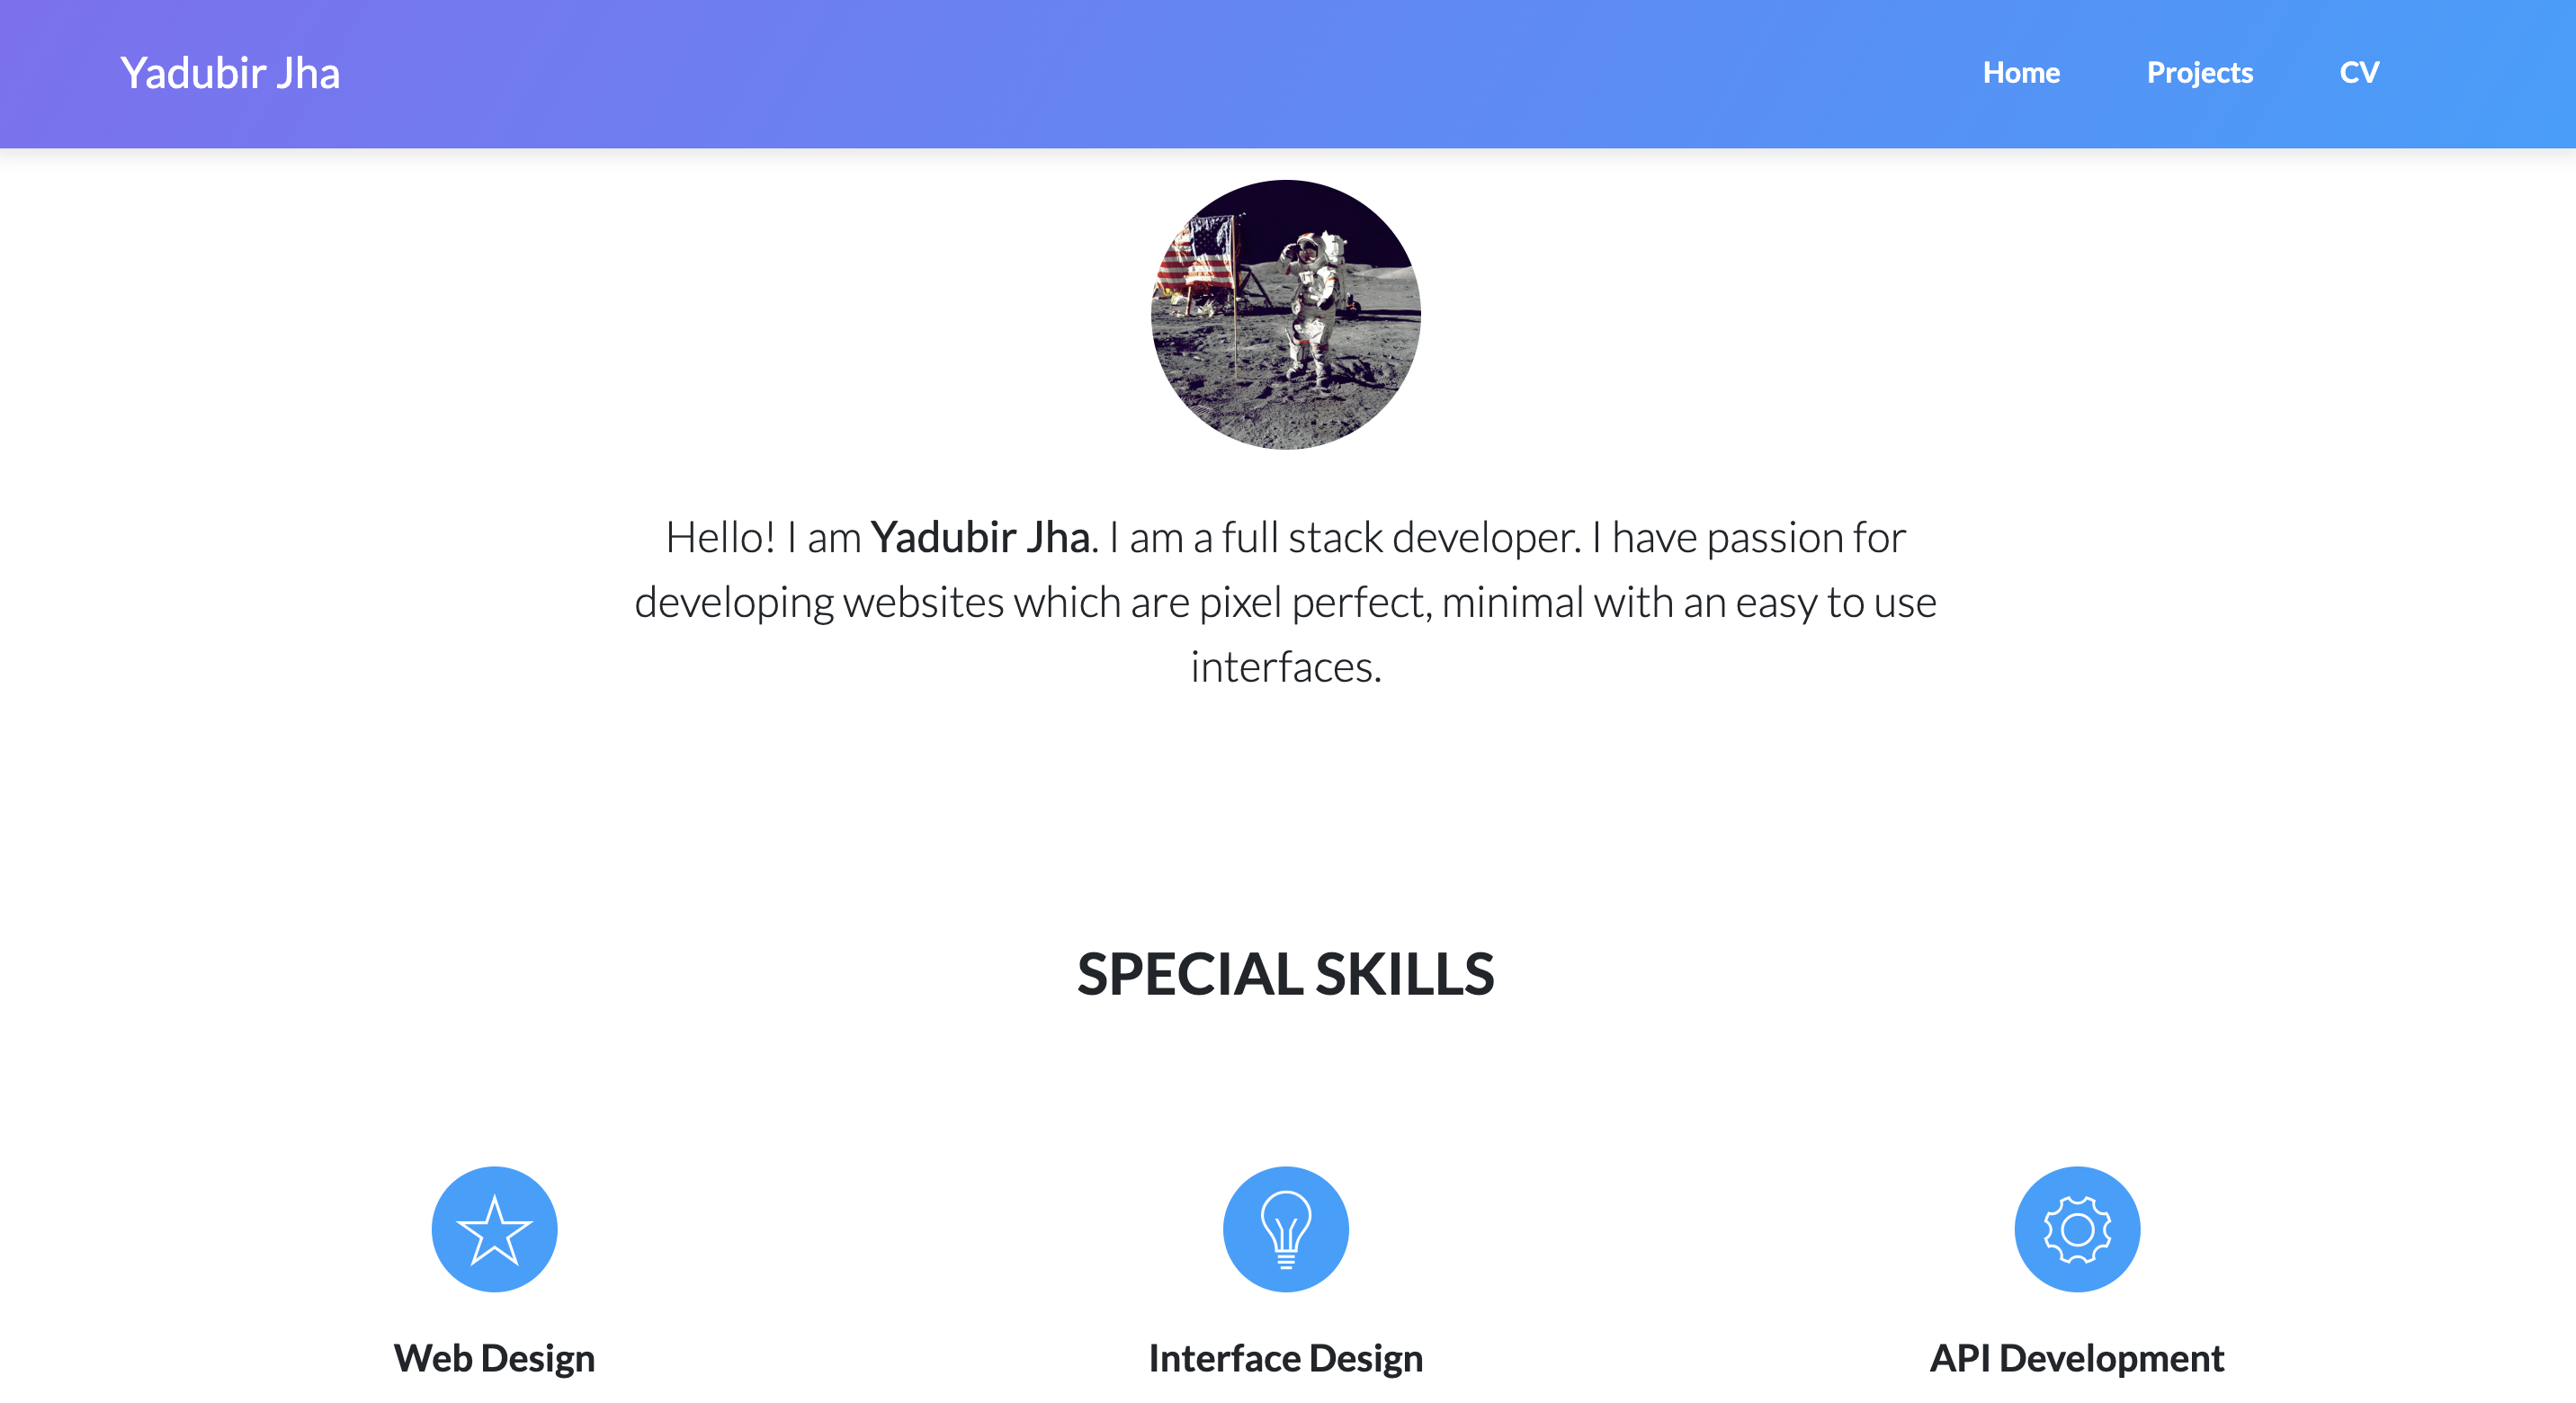 Yadubir Jha
Home
Projects
CV
Hello! I am Yadubir Jha. I am a full stack developer. I have passion for
developing websites which are pixel perfect, minimal with an easy to use
interfaces.
SPECIAL SKILLS
Web Design
Interface Design
API Development